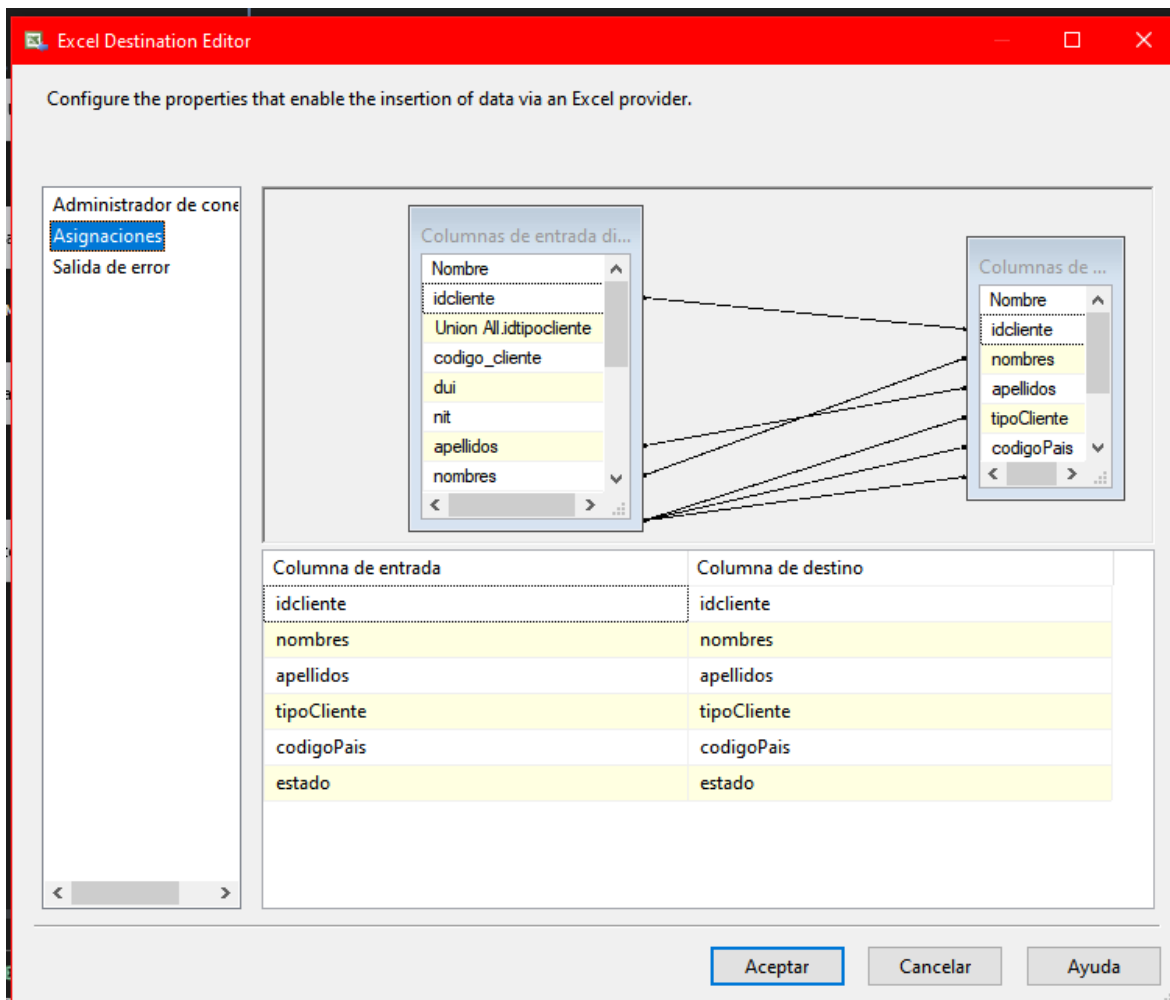 Excel Destination Editor
Configure the properties that enable the insertion of data via an Excel provider.
Administrador de cone
Asignaciones
Salida de error
Columnas de entrada di...
Nombre
idcliente
Union All.idtipocliente
codigo_cliente
dui
nit
apellidos
nombres
Columnas de ...
Nombre
idcliente
nombres
apellidos
tipoCliente
codigoPais
Columna de entrada Columna de destino
idcliente idcliente
nombres nombres
apellidos apellidos
tipoCliente tipoCliente
codigoPais codigoPais
estado estado
Aceptar Cancelar Ayuda